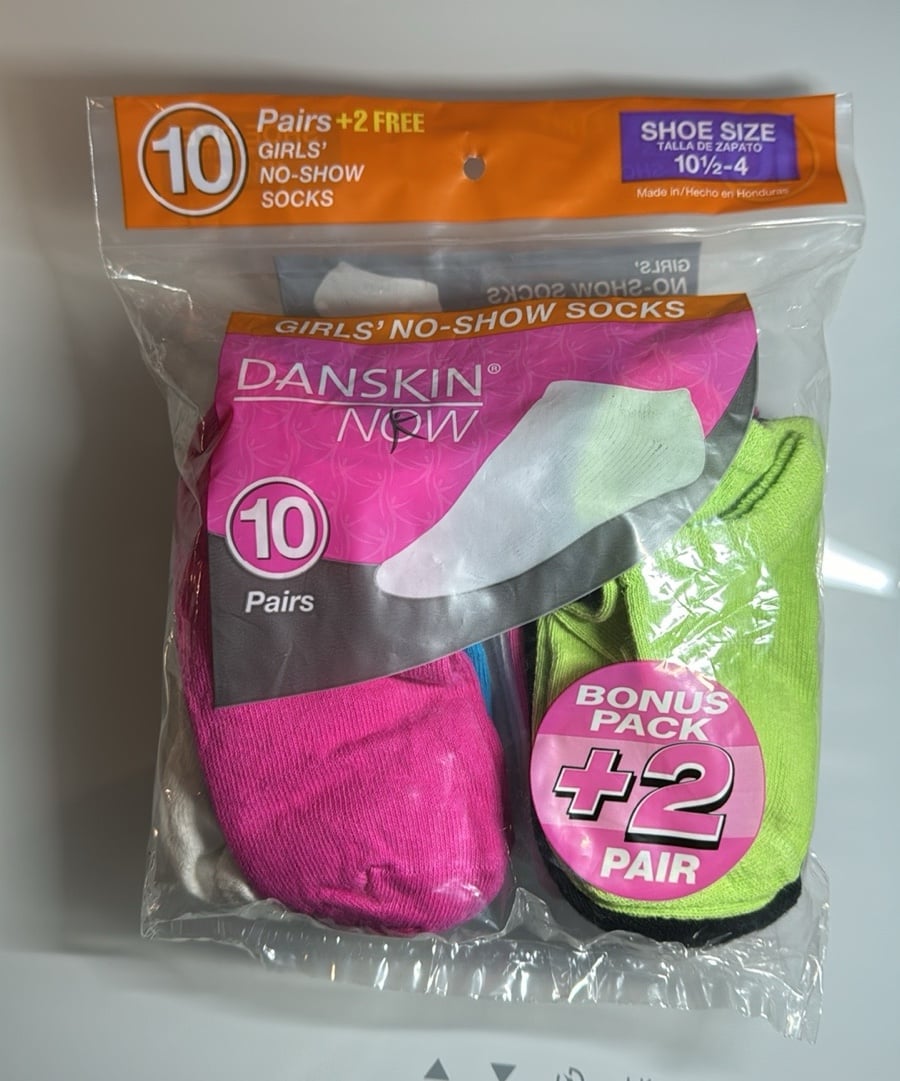 10
Pairs +2 FREE
GIRLS'
NO-SHOW
SOCKS
SHOE SIZE
TALLA DE ZAPATO
10½-4
Made in/Hecho en Honduras
GIRLS'
NO-SHOW SOCKS
GIRLS' NO-SHOW SOCKS
DANSKIN®
NOW
10
Pairs
BONUS
PACK
+2
PAIR